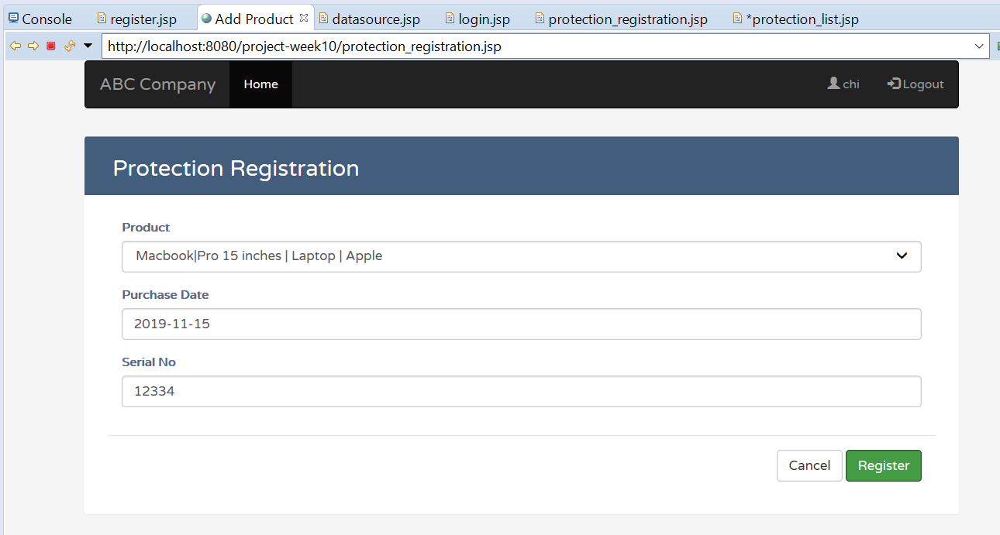 Console register.jsp Add Product datasource.jsp login.jsp protection_registration.jsp *protection_list.jsp
http://localhost:8080/project-week10/protection_registration.jsp
ABC Company Home chi Logout
Protection Registration
Product
Macbook|Pro 15 inches | Laptop | Apple
Purchase Date
2019-11-15
Serial No
12334
Cancel Register